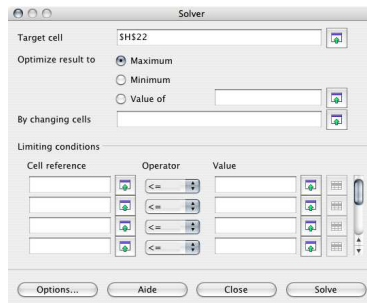 Solver
Target cell $H$22
Optimize result to Maximum
Minimum
Value of
By changing cells
Limiting conditions
Cell reference Operator Value
<=
<=
<=
<=
Options... Aide Close Solve